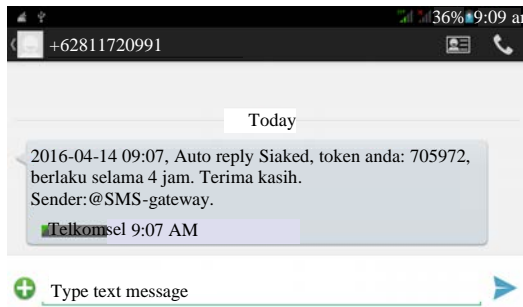 36% 9:09 a
+62811720991
Today
2016-04-14 09:07, Auto reply Siaked, token anda: 705972,
berlaku selama 4 jam. Terima kasih.
Sender:@SMS-gateway.
Telkomsel 9:07 AM
Type text message